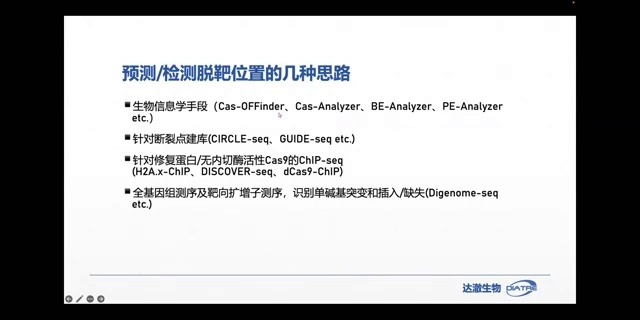 预测/检测脱靶位置的几种思路
生物信息学手段（Cas-OFFinder、Cas-Analyzer、BE-Analyzer、PE-Analyzer
etc.)
针对断裂点建库(CIRCLE-seq、GUIDE-seq etc.)
针对修复蛋白/无内切酶活性Cas9的ChIP-seq
(H2A.x-ChIP、DISCOVER-seq、dCas9-ChIP)
全基因组测序及靶向扩增子测序，识别单碱基突变和插入/缺失(Digenome-seq
etc.)
达澈生物 DIATRE